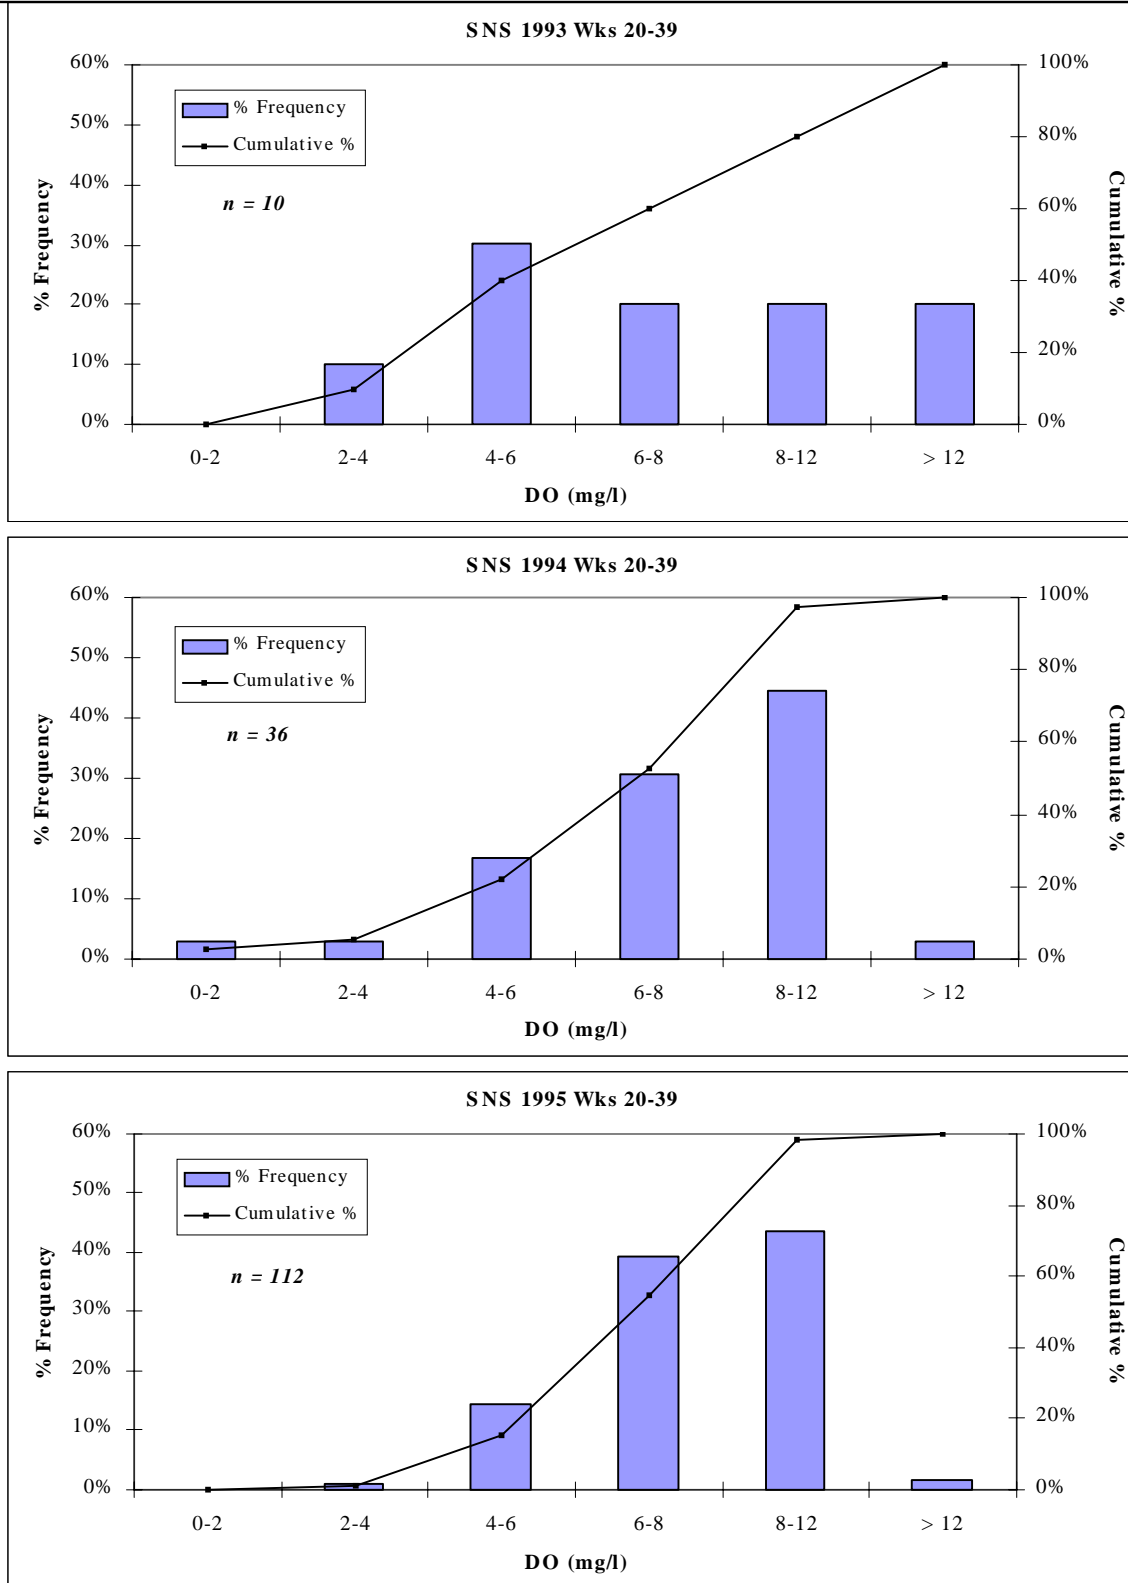 SNS 1993 Wks 20-39
60% 100%
% Frequency
50%
Cumulative %
80%
40%
n = 10
60%
30%
40%
20%
10%
20%
0% 0%
% Frequency
Cumulative %
0-2 2-4 4-6 6-8 8-12 > 12
DO (mg/l)
SNS 1994 Wks 20-39
60% 100%
% Frequency
50%
Cumulative %
80%
40%
n = 36
60%
30%
40%
20%
10%
20%
0% 0%
% Frequency
Cumulative %
0-2 2-4 4-6 6-8 8-12 > 12
DO (mg/l)
SNS 1995 Wks 20-39
60% 100%
% Frequency
50%
Cumulative %
80%
40%
n = 112
60%
30%
40%
20%
10%
20%
0% 0%
% Frequency
Cumulative %
0-2 2-4 4-6 6-8 8-12 > 12
DO (mg/l)